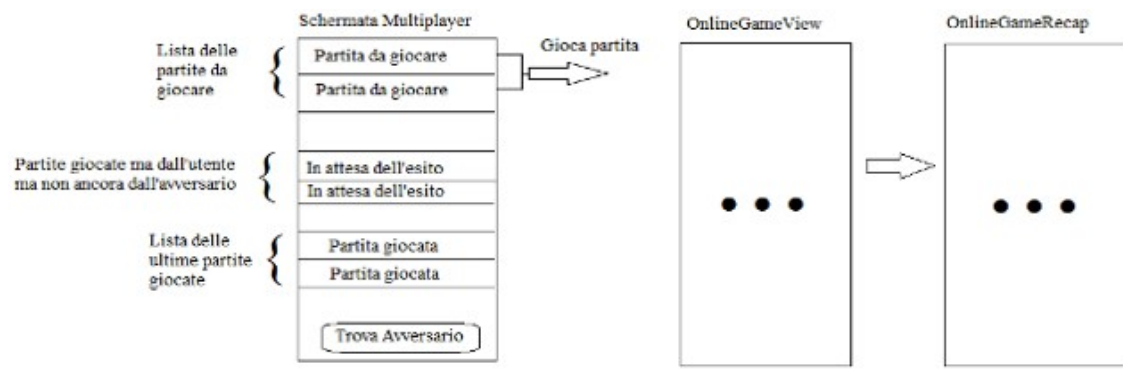 Schermata Multiplayer
OnlineGameView
OnlineGameRecap
Lista delle
partite da
giocare
Partita da giocare
Partita da giocare
Gioca partita
Partite giocate ma dall'utente
ma non ancora dall'avversario
In attesa dell'esito
In attesa dell'esito
Lista delle
ultime partite
giocate
Partita giocata
Partita giocata
Trova Avversario